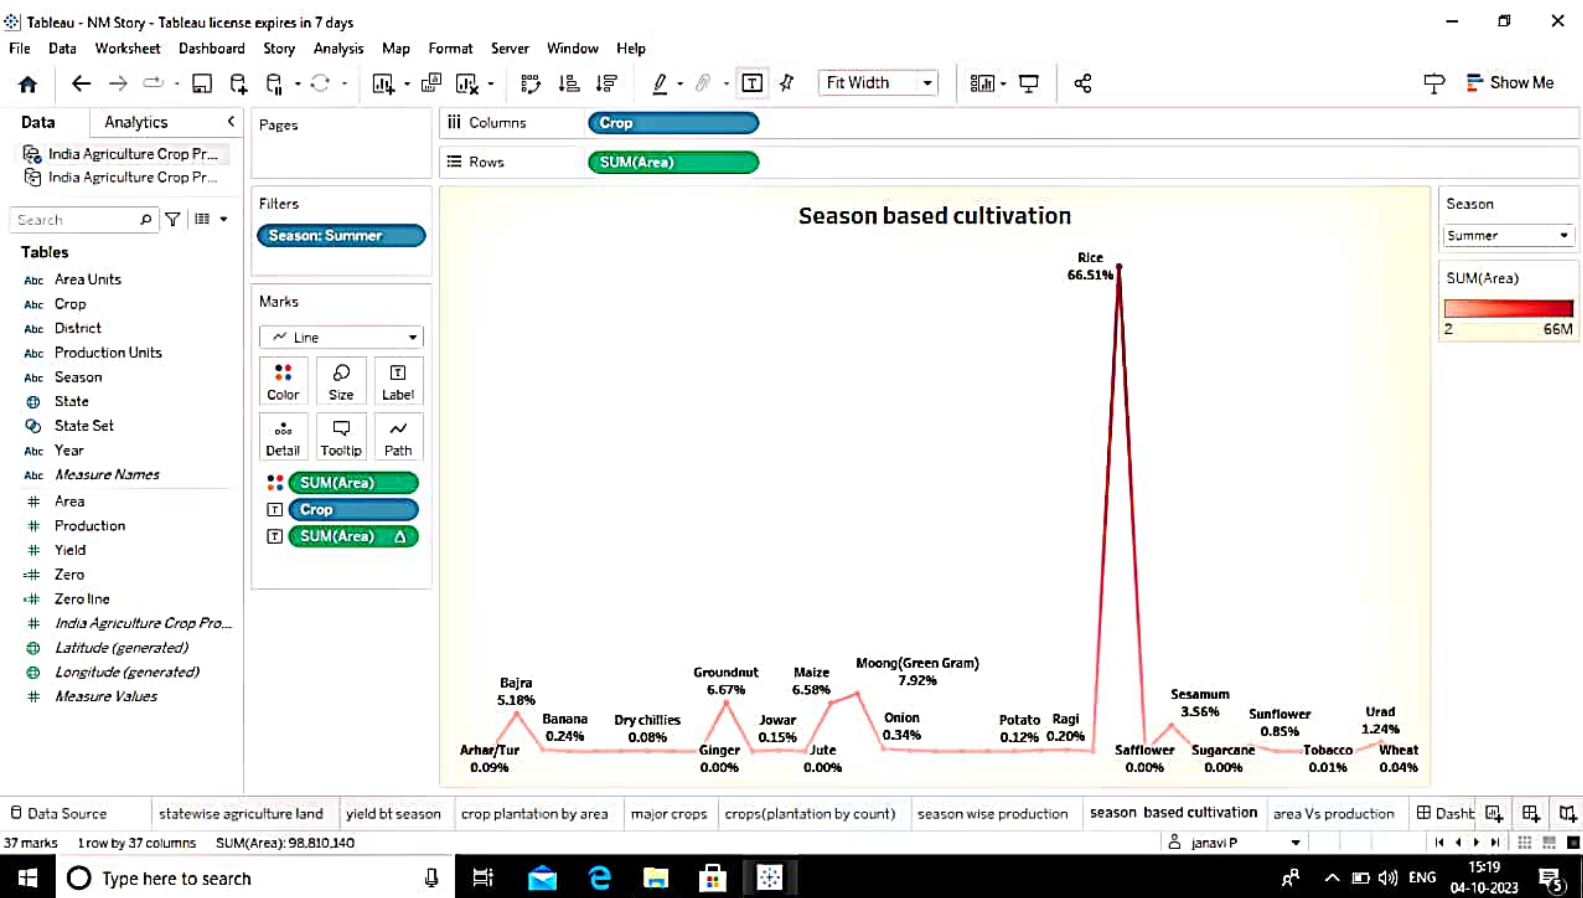 Tableau - NM Story - Tableau license expires in 7 days
File Data Worksheet Dashboard Story Analysis Map Format Server Window Help
Fit Width
Show Me
Data Analytics
India Agriculture Crop Pr...
India Agriculture Crop Pr...
Search
Tables
Abc Area Units
Abc Crop
Abc District
Abc Production Units
Abc Season
State
State Set
Abc Year
Abc Measure Names
# Area
# Production
# Yield
=# Zero
=# Zero line
# India Agriculture Crop Pro...
Latitude (generated)
Longitude (generated)
# Measure Values
Pages
Filters
Season: Summer
Marks
Line
Color Size Label
Detail Tooltip Path
SUM(Area)
Crop
SUM(Area) Δ
Columns Crop
Rows SUM(Area)
Season based cultivation
Rice
66.51%
Bajra
5.18%
Banana
0.24%
Dry chillies
0.08%
Groundnut
6.67%
Jowar
0.15%
Maize
6.58%
Moong(Green Gram)
7.92%
Onion
0.34%
Potato
0.12%
Ragi
0.20%
Sesamum
3.56%
Sunflower
0.85%
Urad
1.24%
Arhar/Tur
0.09%
Ginger
0.00%
Jute
0.00%
Safflower
0.00%
Sugarcane
0.00%
Tobacco
0.01%
Wheat
0.04%
Season
Summer
SUM(Area)
2 66M
Data Source statewise agriculture land yield bt season crop plantation by area major crops crops(plantation by count) season wise production season based cultivation area Vs production Dashb
37 marks 1 row by 37 columns SUM(Area): 98,810,140
janavi P
Type here to search
ENG
15:19
04-10-2023
5